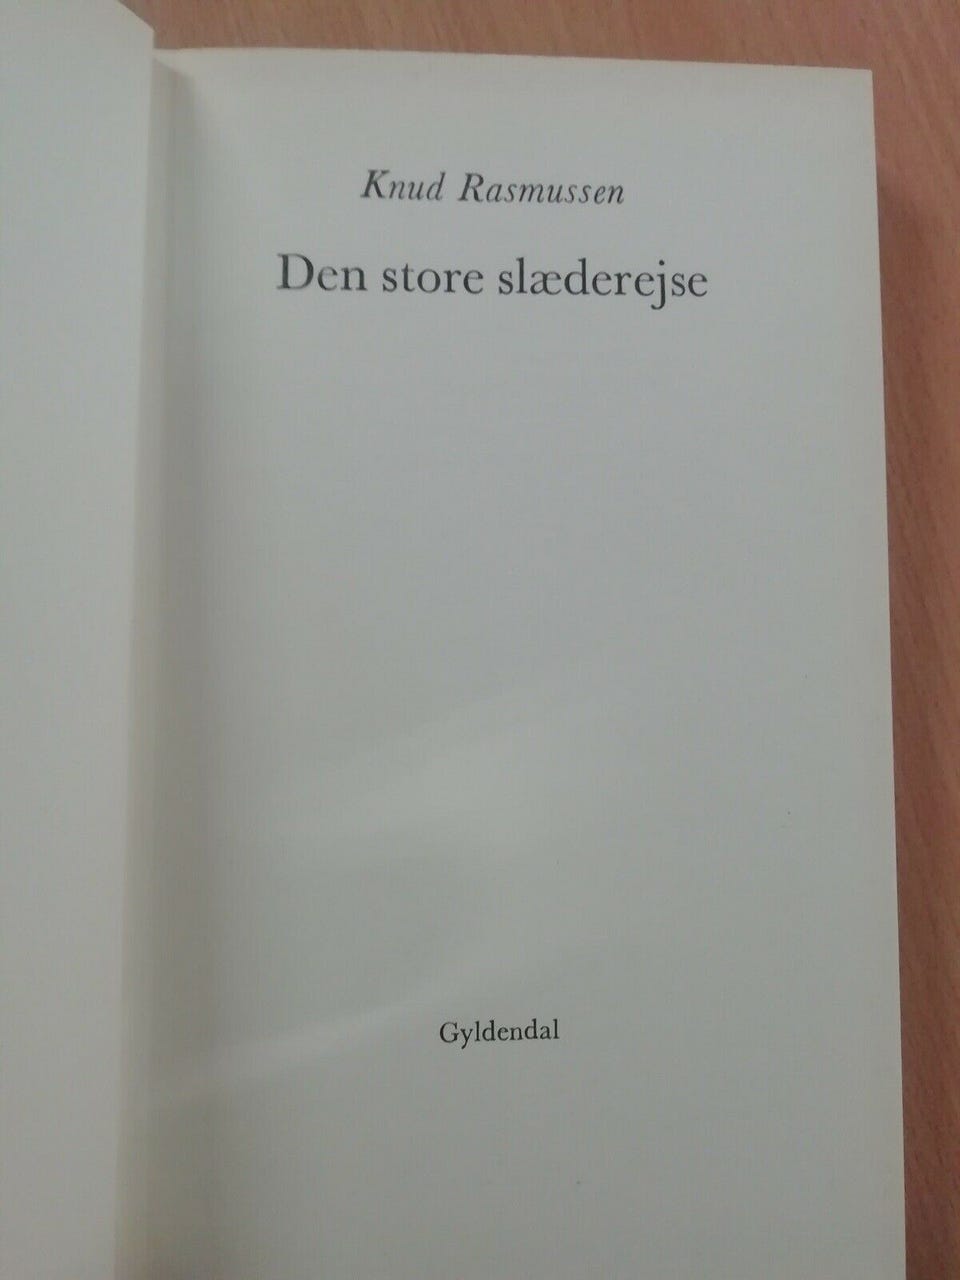 Knud Rasmussen
Den store slæderejse
Gyldendal